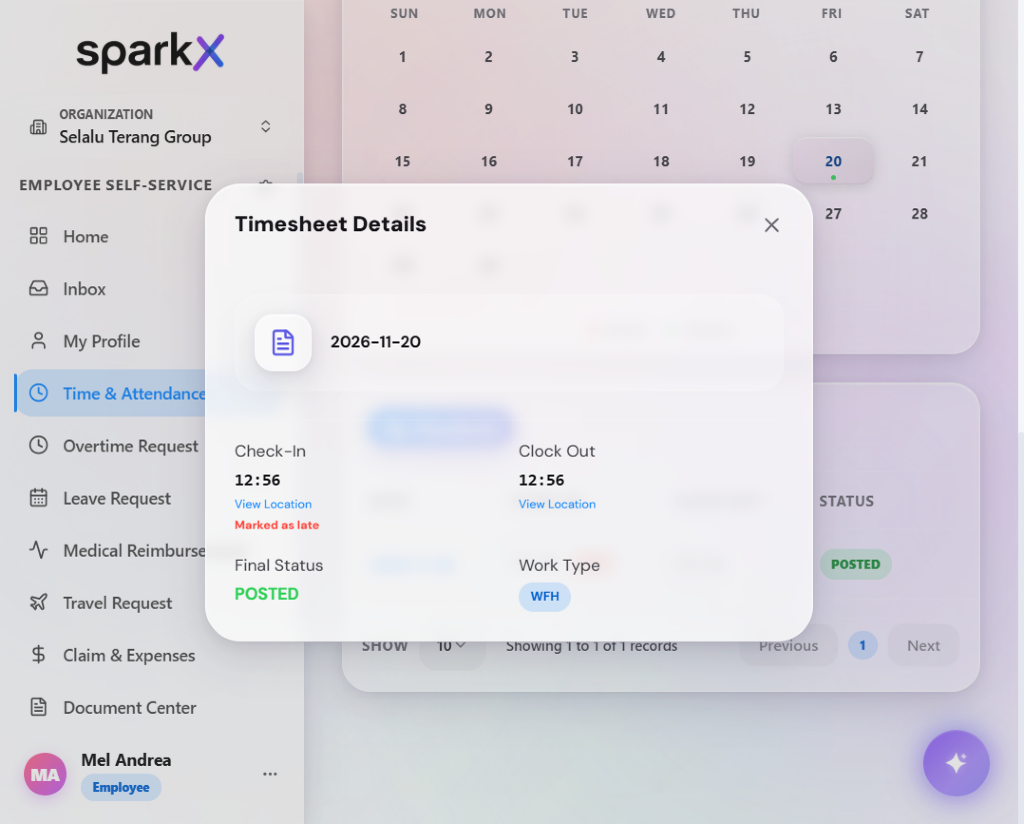 sparkX
ORGANIZATION
Selalu Terang Group
EMPLOYEE SELF-SERVICE
Home
Inbox
My Profile
Time & Attendance
Overtime Request
Leave Request
Medical Reimburse
Travel Request
Claim & Expenses
Document Center
MA
Mel Andrea
Employee
SUN MON TUE WED THU FRI SAT
1 2 3 4 5 6 7
8 9 10 11 12 13 14
15 16 17 18 19 20 21
27 28
Timesheet Details
2026-11-20
Check-In
12:56
View Location
Marked as late
Clock Out
12:56
View Location
Final Status
POSTED
Work Type
WFH
STATUS
POSTED
SHOW 10 Showing 1 to 1 of 1 records Previous 1 Next